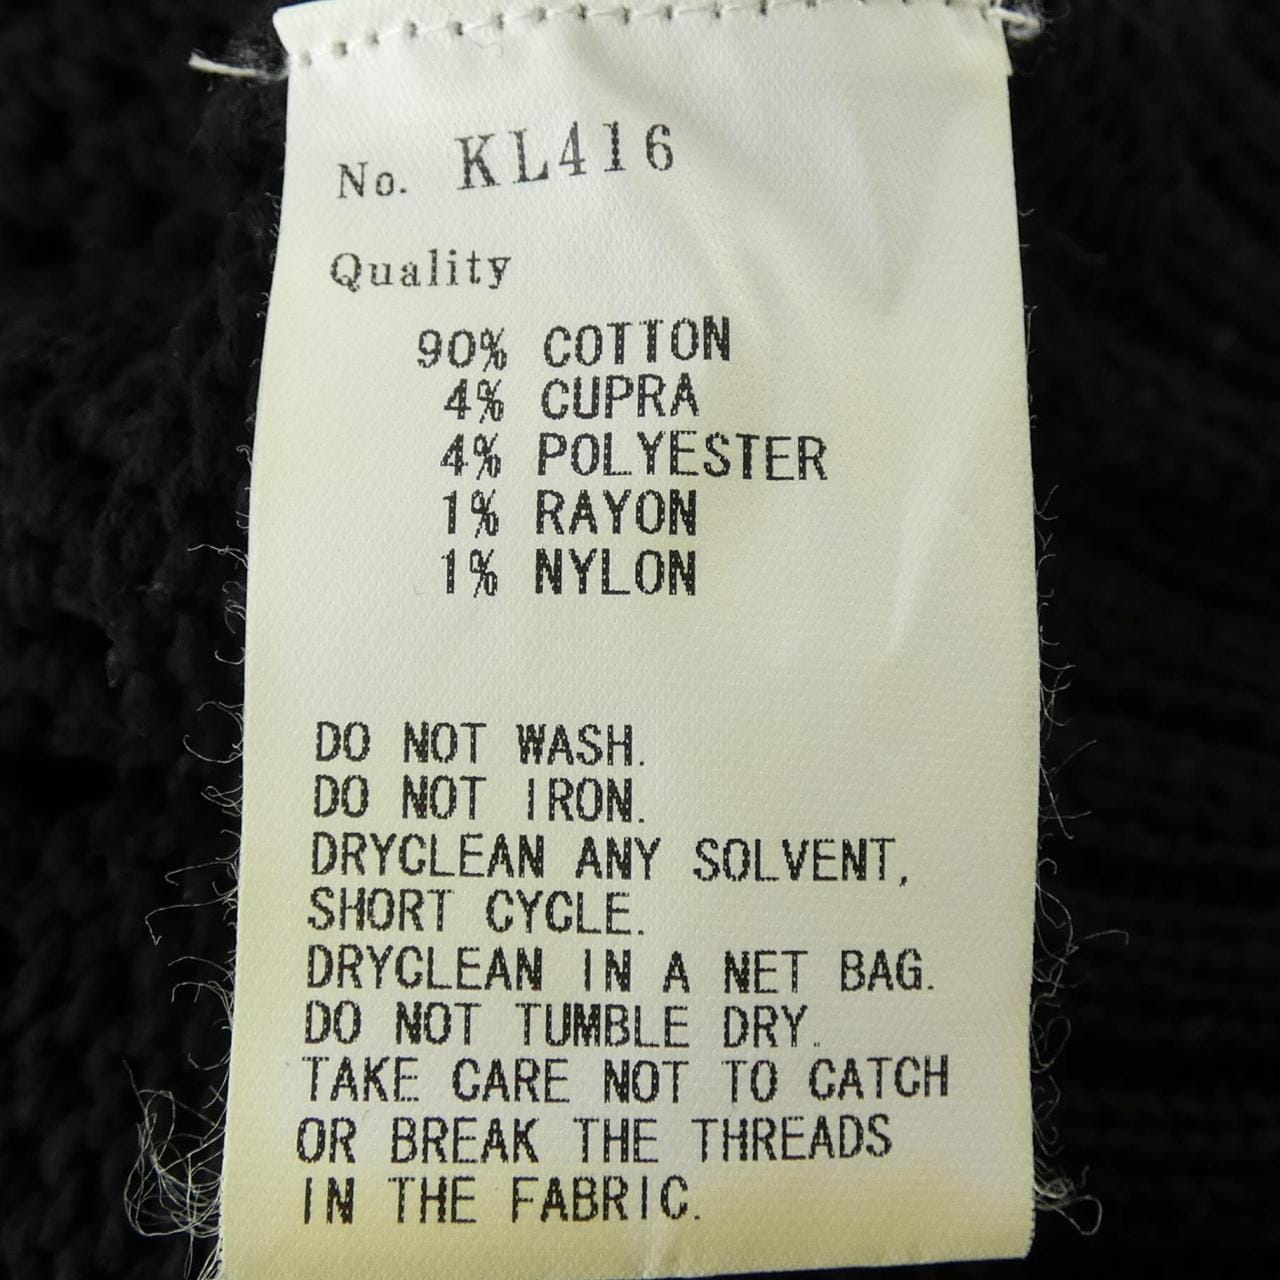 No. KL416
Quality
90% COTTON
4% CUPRA
4% POLYESTER
1% RAYON
1% NYLON
DO NOT WASH.
DO NOT IRON.
DRYCLEAN ANY SOLVENT,
SHORT CYCLE.
DRYCLEAN IN A NET BAG.
DO NOT TUMBLE DRY.
TAKE CARE NOT TO CATCH
OR BREAK THE THREADS
IN THE FABRIC.